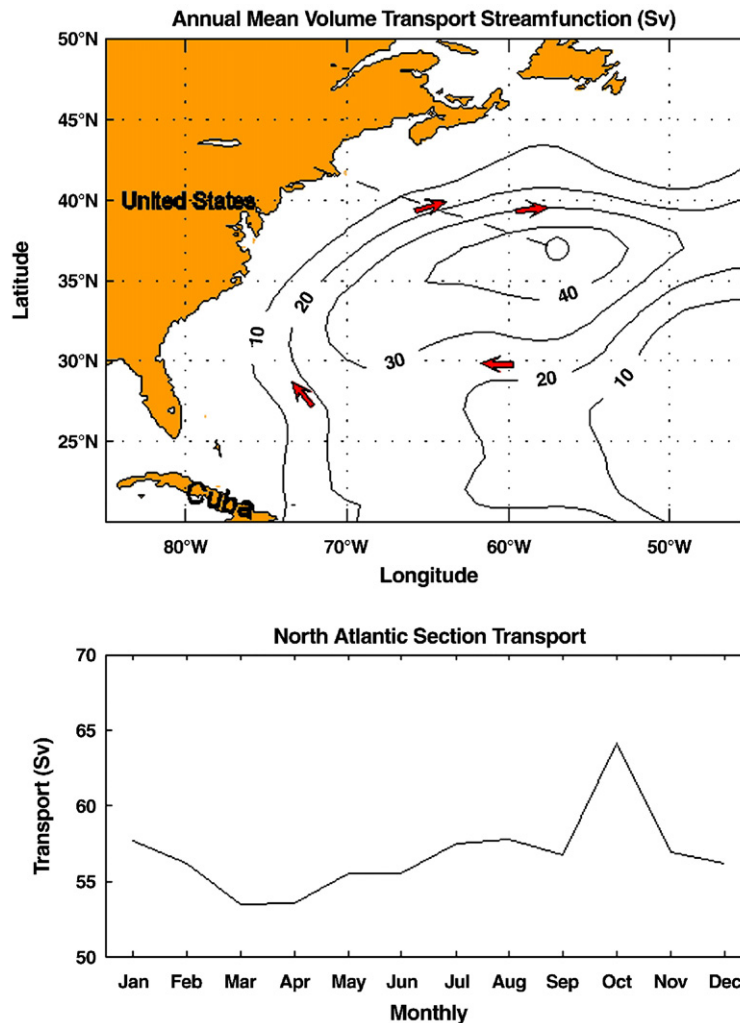 Annual Mean Volume Transport Streamfunction (Sv)
50°N
45°N
40°N
35°N
30°N
25°N
Latitude
United States
Cuba
10
20
30
40
20
10
80°W 70°W 60°W 50°W
Longitude
North Atlantic Section Transport
70
65
60
55
50
Transport (Sv)
Jan Feb Mar Apr May Jun Jul Aug Sep Oct Nov Dec
Monthly